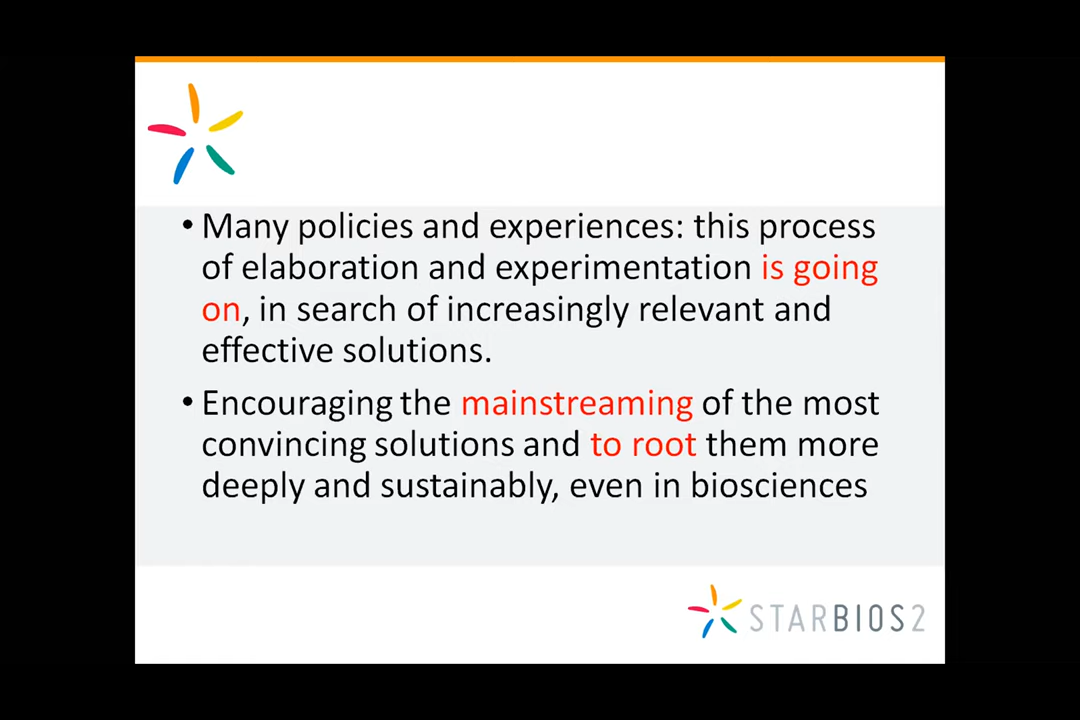 • Many policies and experiences: this process
of elaboration and experimentation is going
on, in search of increasingly relevant and
effective solutions.
• Encouraging the mainstreaming of the most
convincing solutions and to root them more
deeply and sustainably, even in biosciences
STARBIOS2